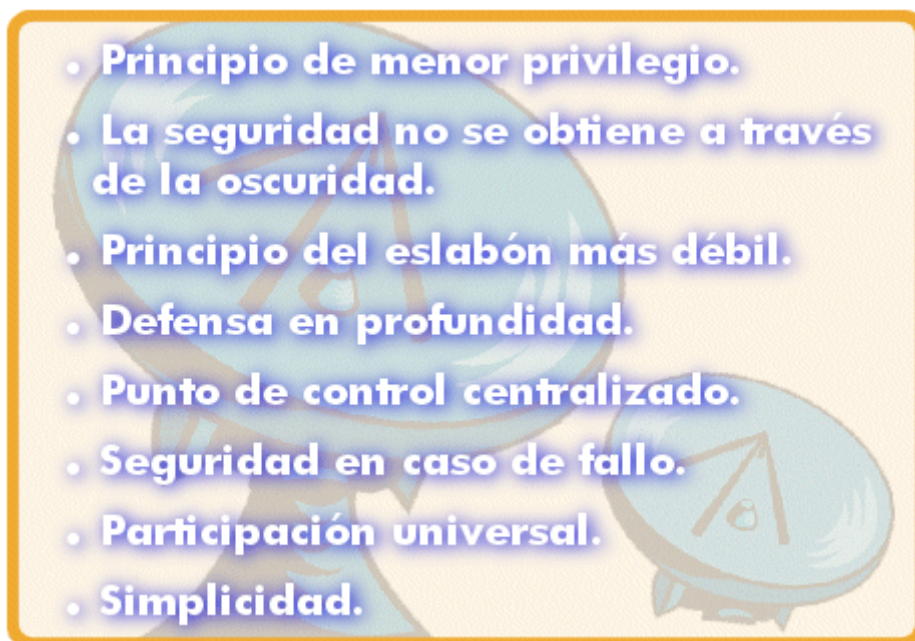 . Principio de menor privilegio.
. La seguridad no se obtiene a través
de la oscuridad.
. Principio del eslabón más débil.
. Defensa en profundidad.
. Punto de control centralizado.
. Seguridad en caso de fallo.
. Participación universal.
. Simplicidad.